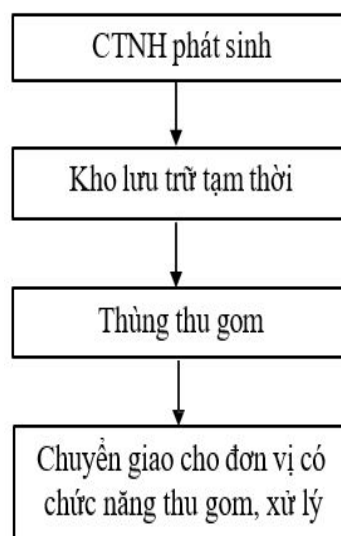 CTNH phát sinh
Kho lưu trữ tạm thời
Thùng thu gom
Chuyển giao cho đơn vị có
chức năng thu gom, xử lý